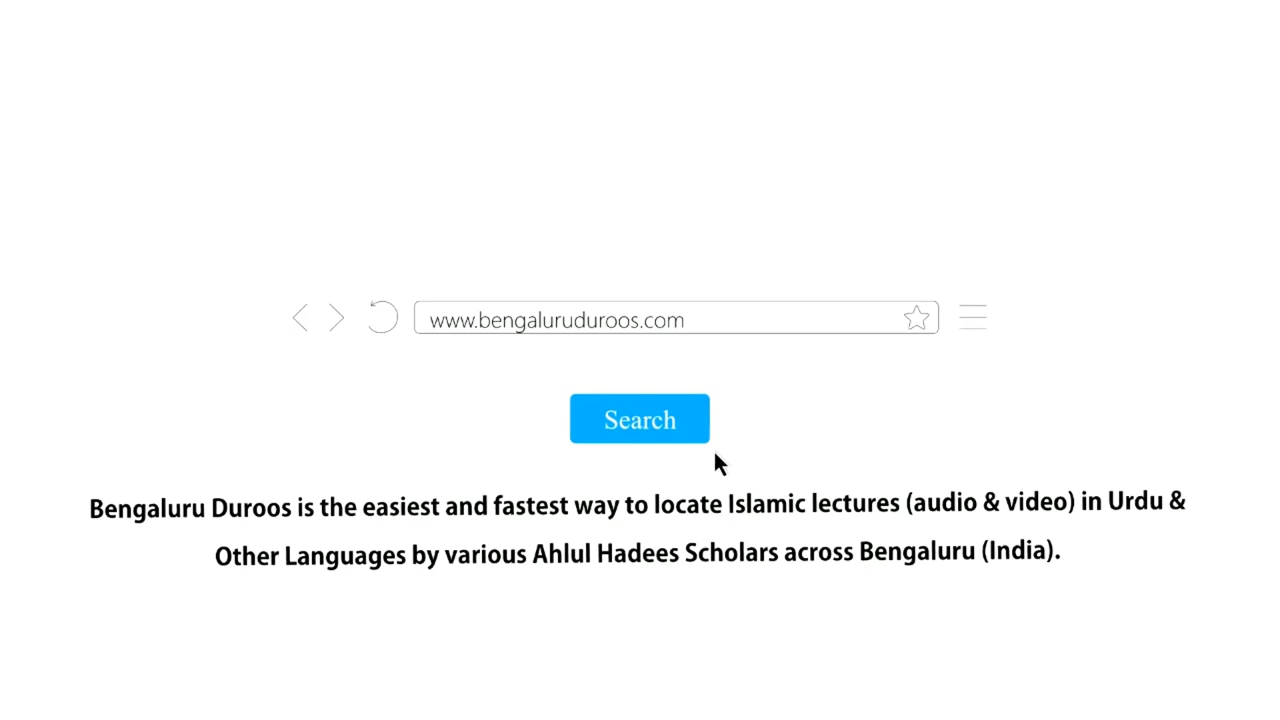 www.bengaluruduroos.com
Search
Bengaluru Duroos is the easiest and fastest way to locate Islamic lectures (audio & video) in Urdu &
Other Languages by various Ahlul Hadees Scholars across Bengaluru (India).